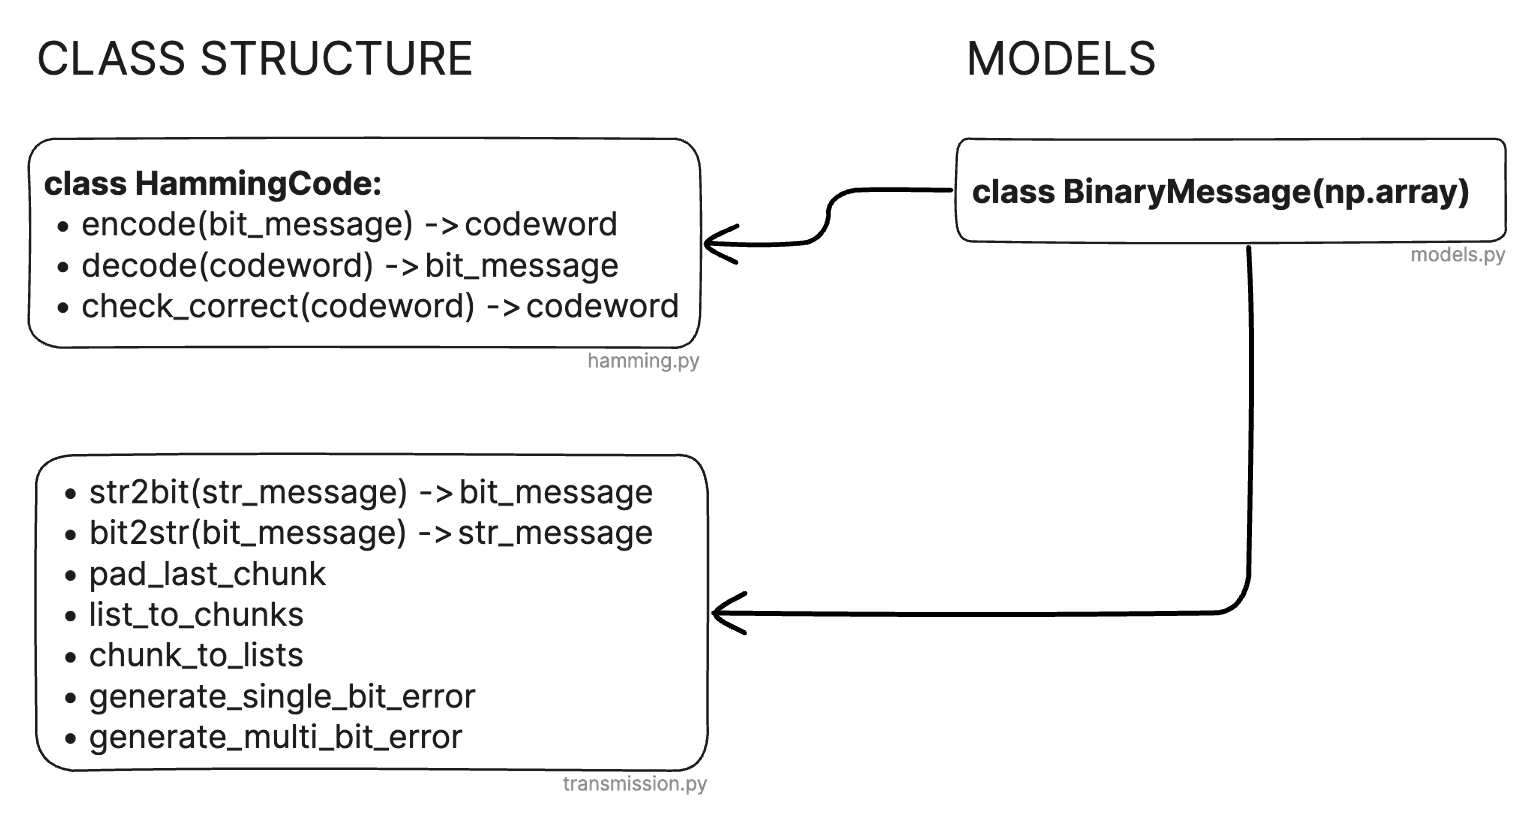 CLASS STRUCTURE
MODELS
class HammingCode:
• encode(bit_message) -> codeword
• decode(codeword) -> bit_message
• check_correct(codeword) -> codeword
hamming.py
class BinaryMessage(np.array)
models.py
• str2bit(str_message) -> bit_message
• bit2str(bit_message) -> str_message
• pad_last_chunk
• list_to_chunks
• chunk_to_lists
• generate_single_bit_error
• generate_multi_bit_error
transmission.py